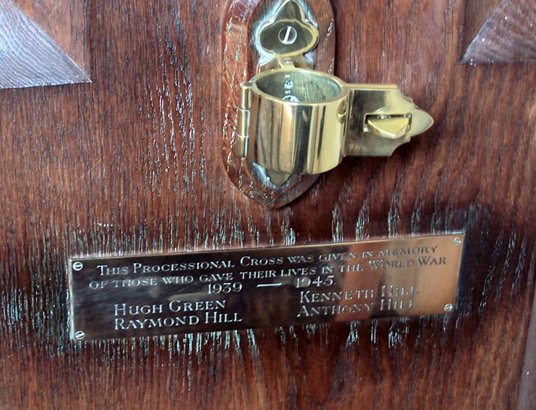 THIS PROCESSIONAL CROSS WAS GIVEN IN MEMORY
OF THOSE WHO GAVE THEIR LIVES IN THE WORLD WAR
1939 — 1945
HUGH GREEN KENNETH HILL
RAYMOND HILL ANTHONY HILL